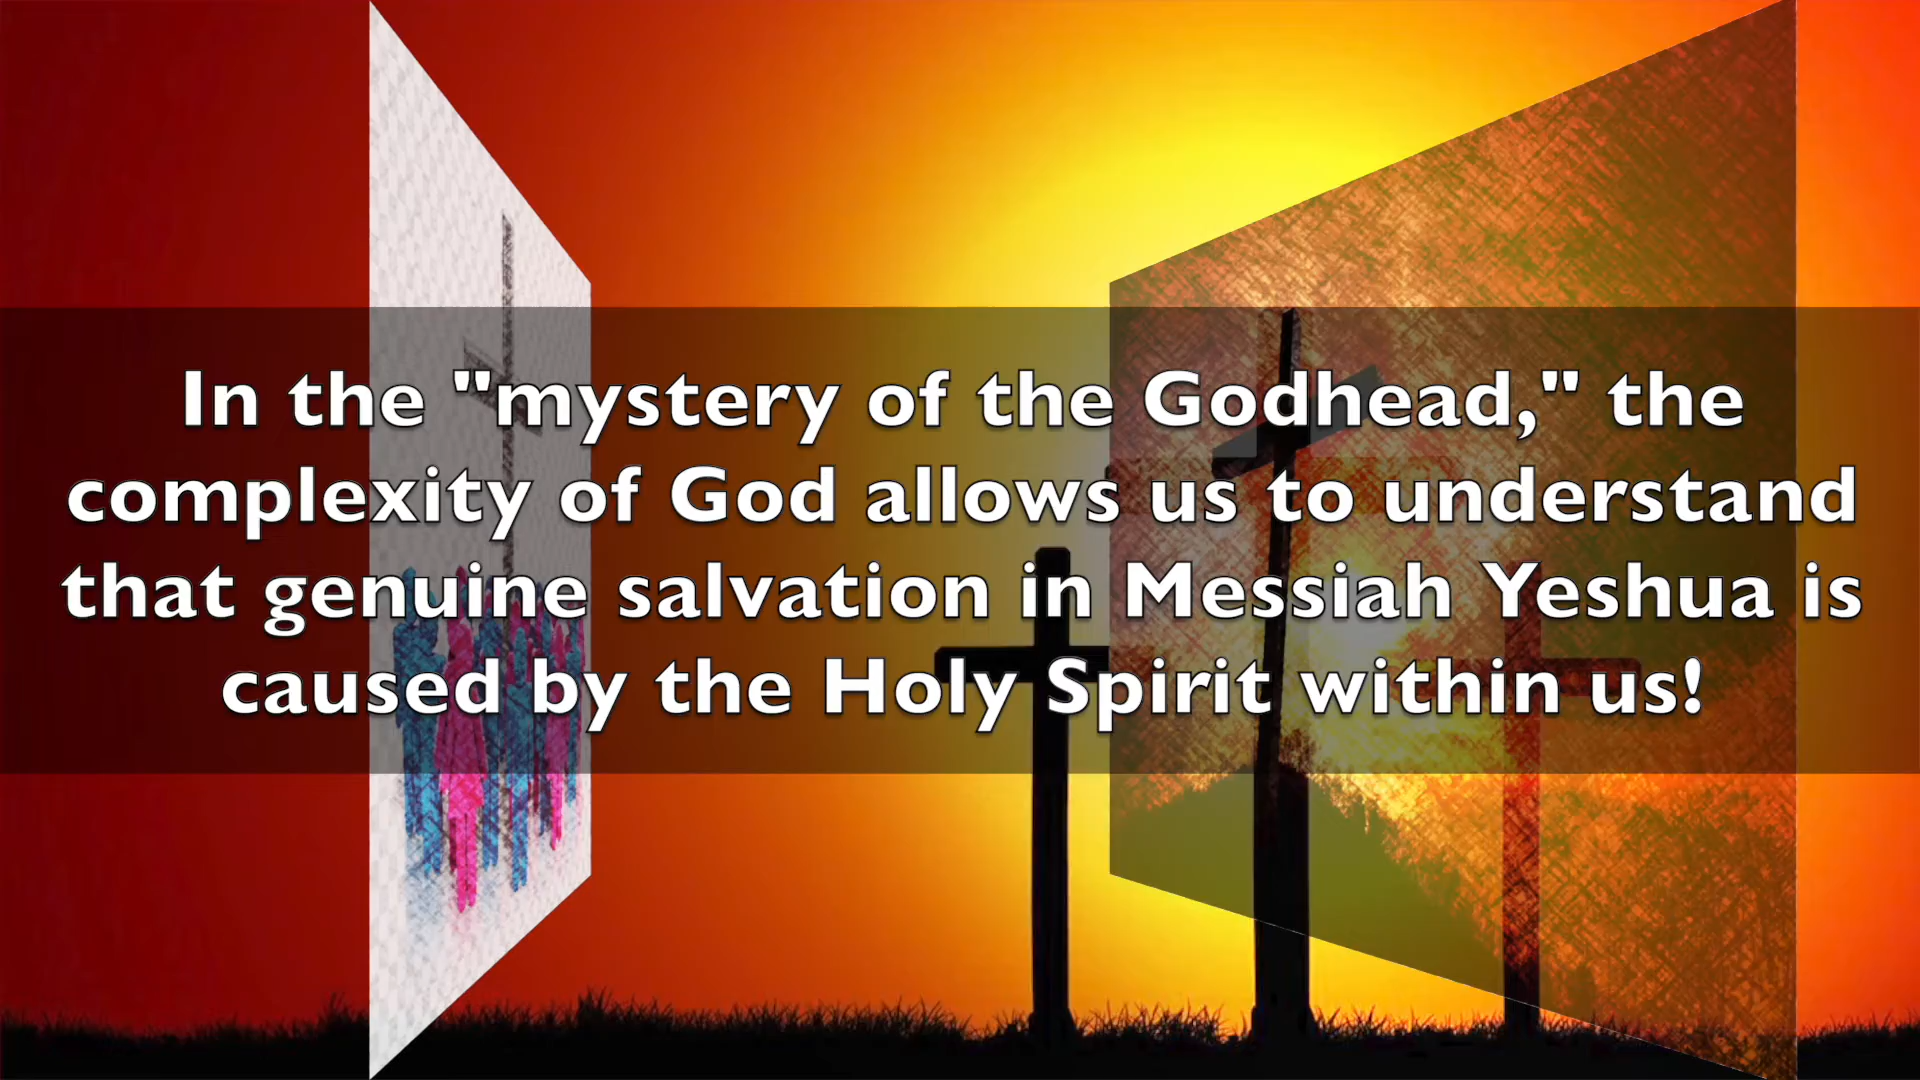 In the "mystery of the Godhead," the
complexity of God allows us to understand
that genuine salvation in Messiah Yeshua is
caused by the Holy Spirit within us!